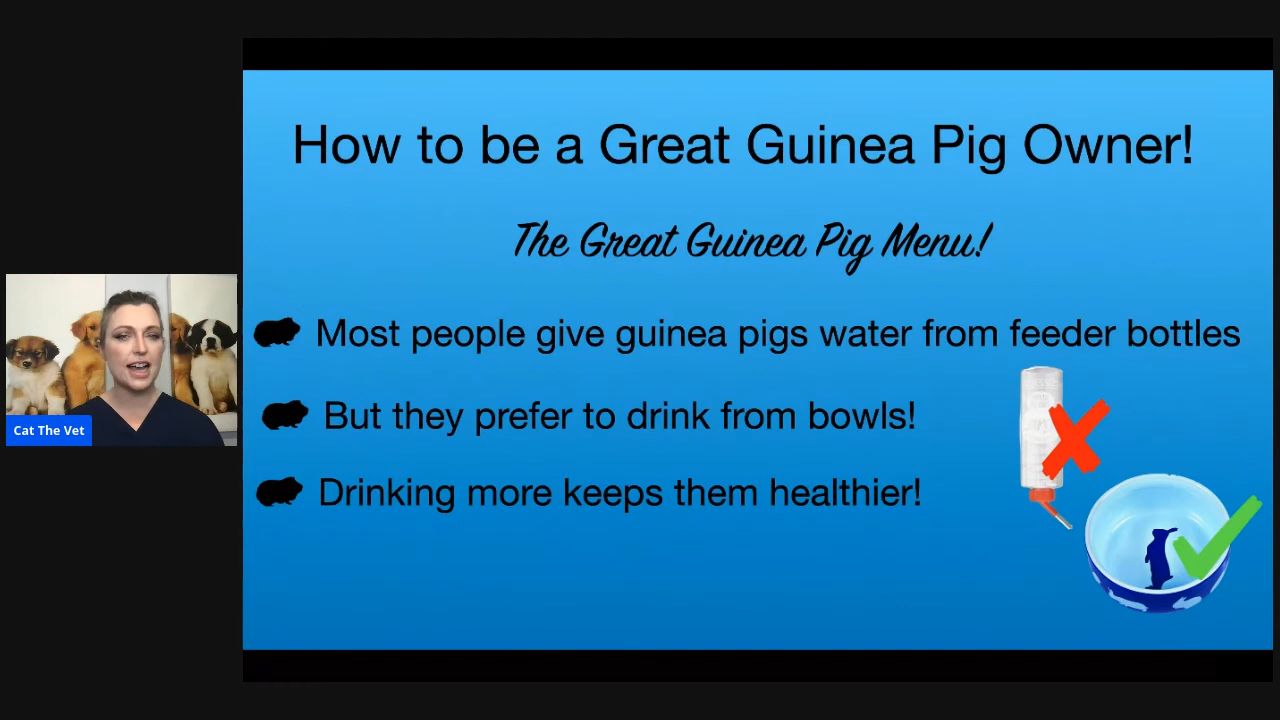 How to be a Great Guinea Pig Owner!
The Great Guinea Pig Menu!
Most people give guinea pigs water from feeder bottles
But they prefer to drink from bowls!
Drinking more keeps them healthier!
Cat The Vet